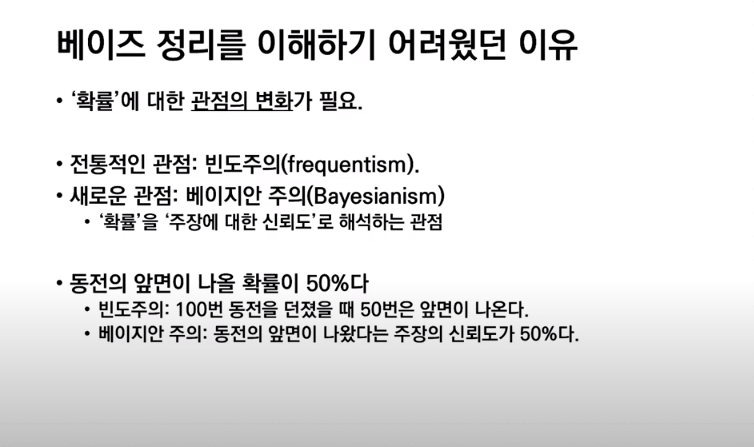 베이즈 정리를 이해하기 어려웠던 이유
• ‘확률’에 대한 관점의 변화가 필요.
• 전통적인 관점: 빈도주의(frequentism).
• 새로운 관점: 베이지안 주의(Bayesianism)
• ‘확률’을 ‘주장에 대한 신뢰도’로 해석하는 관점
• 동전의 앞면이 나올 확률이 50%다
• 빈도주의: 100번 동전을 던졌을 때 50번은 앞면이 나온다.
• 베이지안 주의: 동전의 앞면이 나왔다는 주장의 신뢰도가 50%다.